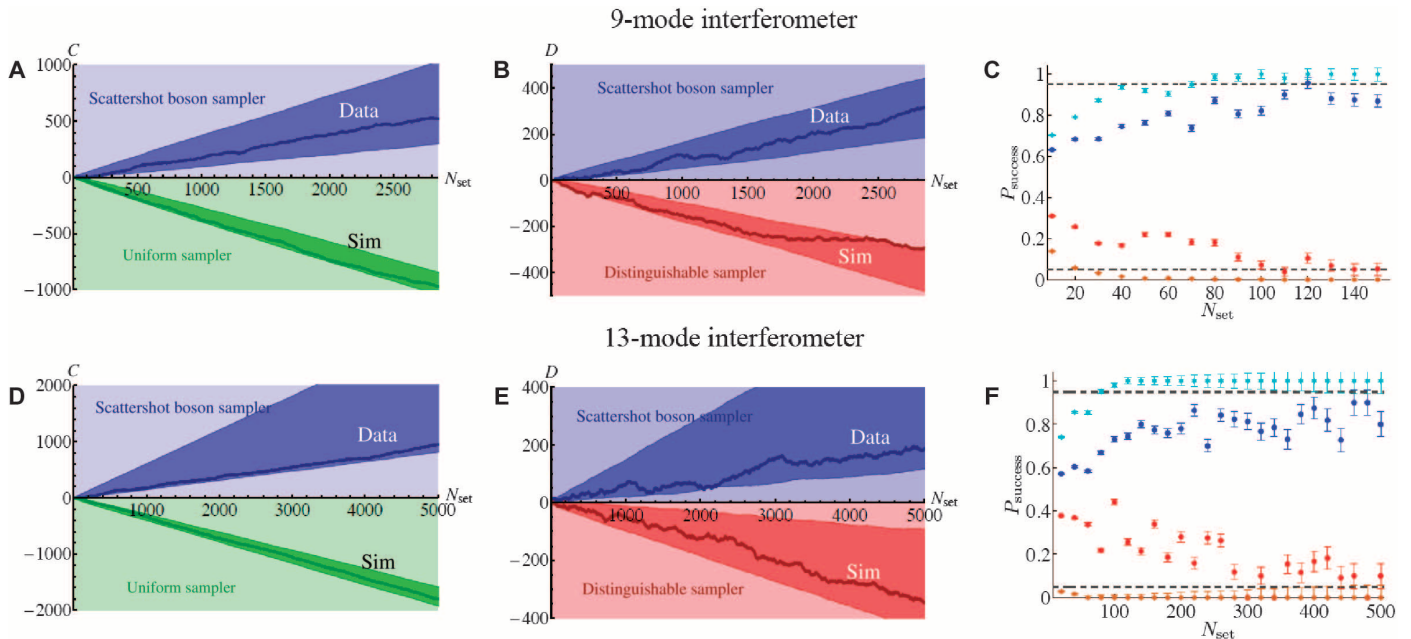 9-mode interferometer
A
C
1000
500
0
−500
−1000
Scattershot boson sampler
Data
500 1000 1500 2000 2500
N_set
Sim
Uniform sampler
B
D
400
200
0
−200
−400
Scattershot boson sampler
Data
500 1000 1500 2000 2500
N_set
Sim
Distinguishable sampler
C
P_success
1
0.8
0.6
0.4
0.2
0
20 40 60 80 100 120 140
N_set
13-mode interferometer
D
C
2000
1000
0
−1000
−2000
Scattershot boson sampler
Data
1000 2000 3000 4000 5000
N_set
Sim
Uniform sampler
E
D
400
200
0
−200
−400
Scattershot boson sampler
Data
1000 2000 3000 4000 5000
N_set
Sim
Distinguishable sampler
F
P_success
1
0.8
0.6
0.4
0.2
0
100 200 300 400 500
N_set